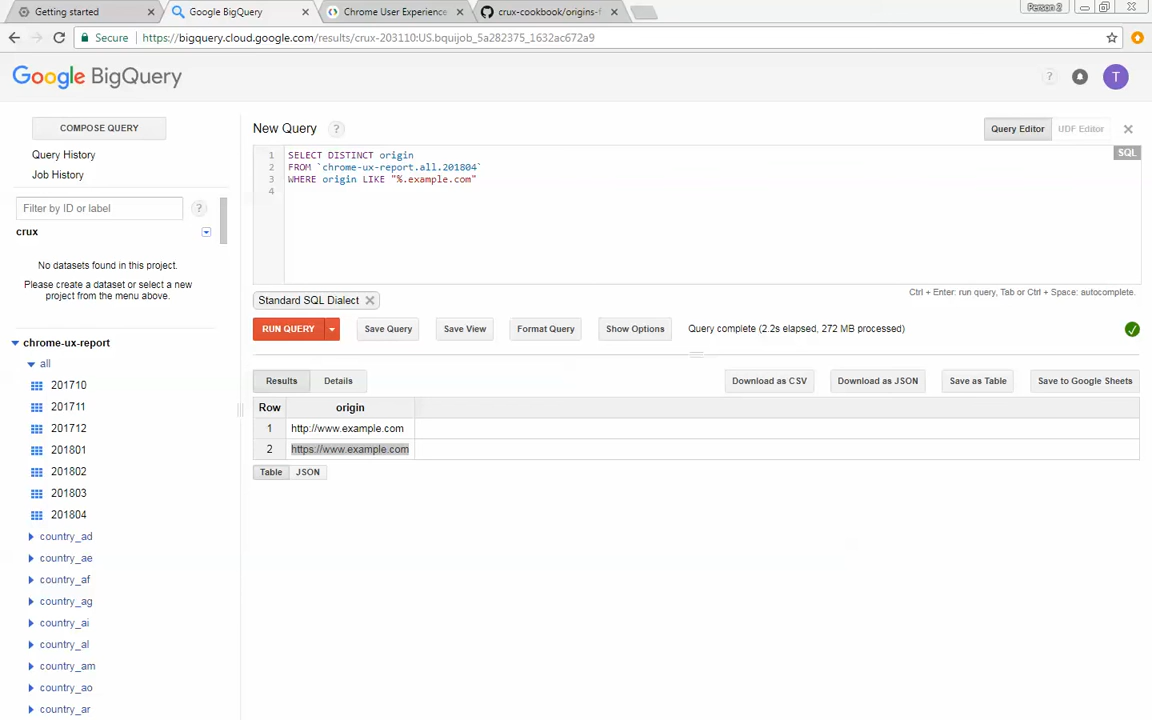 Getting started
Google BigQuery
Chrome User Experience
crux-cookbook/origins-f
Person 2
Secure
https://bigquery.cloud.google.com/results/crux-203110:US.bquijob_5a282375_1632ac672a9
Google BigQuery
?
T
COMPOSE QUERY
Query History
Job History
Filter by ID or label
?
crux
No datasets found in this project.
Please create a dataset or select a new
project from the menu above.
chrome-ux-report
all
201710
201711
201712
201801
201802
201803
201804
country_ad
country_ae
country_af
country_ag
country_ai
country_al
country_am
country_ao
country_ar
New Query ?
Query Editor
UDF Editor
SQL
1 SELECT DISTINCT origin
2 FROM `chrome-ux-report.all.201804`
3 WHERE origin LIKE "%.example.com"
4
Ctrl + Enter: run query, Tab or Ctrl + Space: autocomplete.
Standard SQL Dialect
RUN QUERY
Save Query
Save View
Format Query
Show Options
Query complete (2.2s elapsed, 272 MB processed)
Results
Details
Download as CSV
Download as JSON
Save as Table
Save to Google Sheets
Row origin
1 http://www.example.com
2 https://www.example.com
Table
JSON